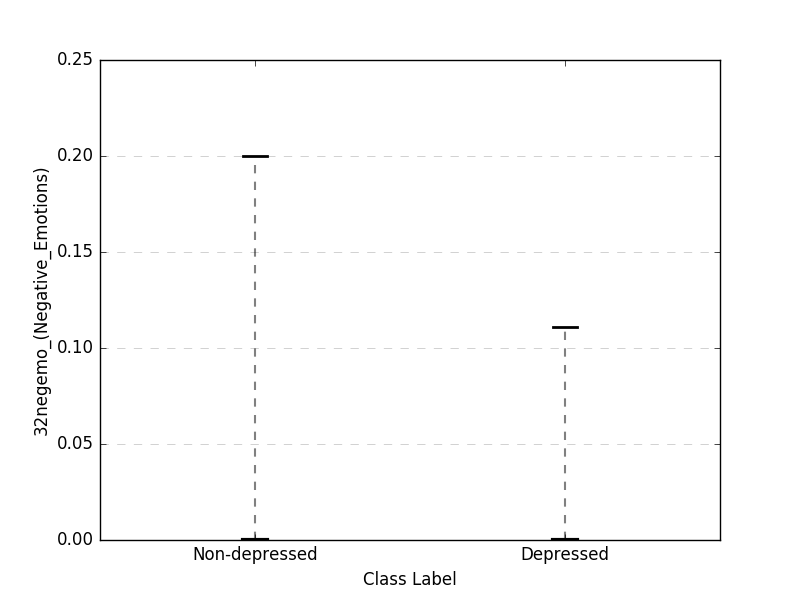 0.25
0.20
0.15
0.10
0.05
0.00
32negemo_(Negative_Emotions)
Non-depressed
Depressed
Class Label